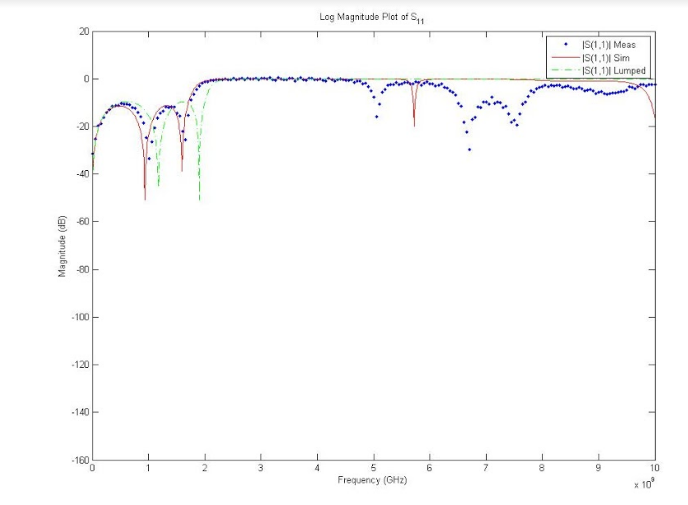 Log Magnitude Plot of S11
|S(1,1)| Meas
|S(1,1)| Sim
|S(1,1)| Lumped
Magnitude (dB)
20
0
-20
-40
-60
-80
-100
-120
-140
-160
0 1 2 3 4 5 6 7 8 9 10
Frequency (GHz)
x 10^9